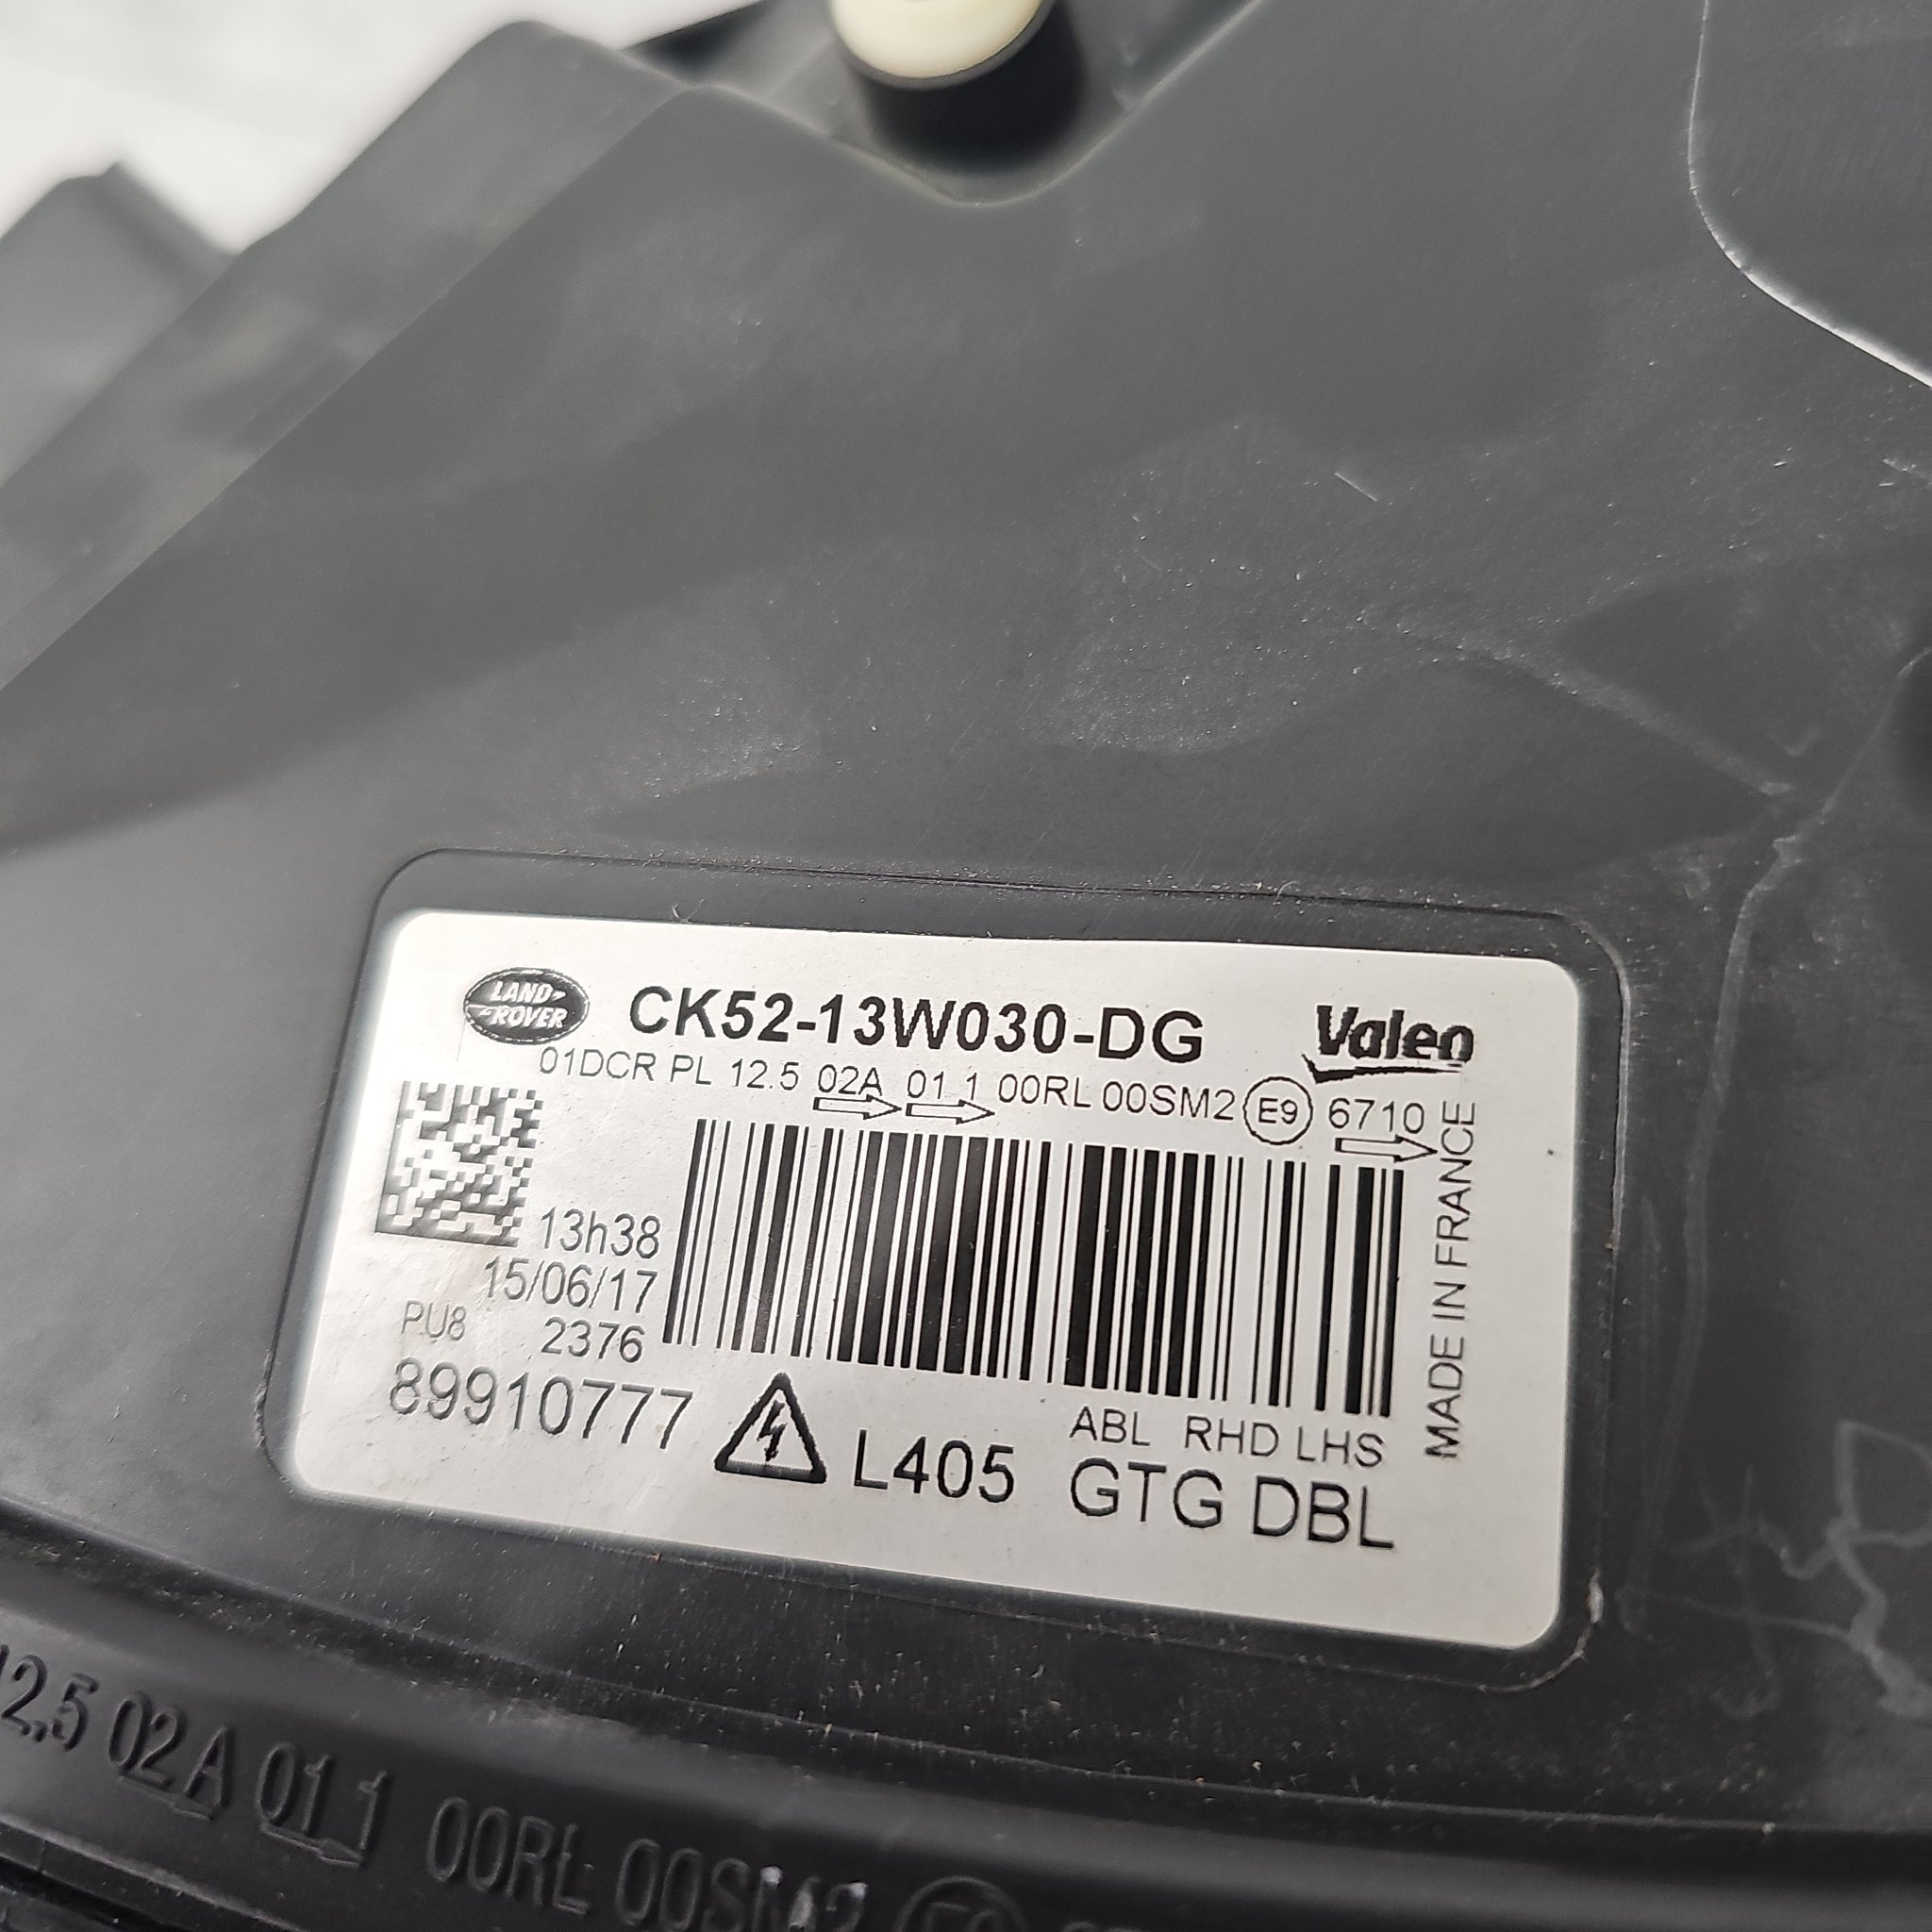 LAND ROVER
CK52-13W030-DG
Valeo
01DCR PL 12.5 02A 01 1 00RL 00SM2 E9 6710
MADE IN FRANCE
13h38
15/06/17
PU8 2376
89910777
L405
ABL RHD LHS
GTG DBL
12.5 02A 01 1 00RL 00SM2